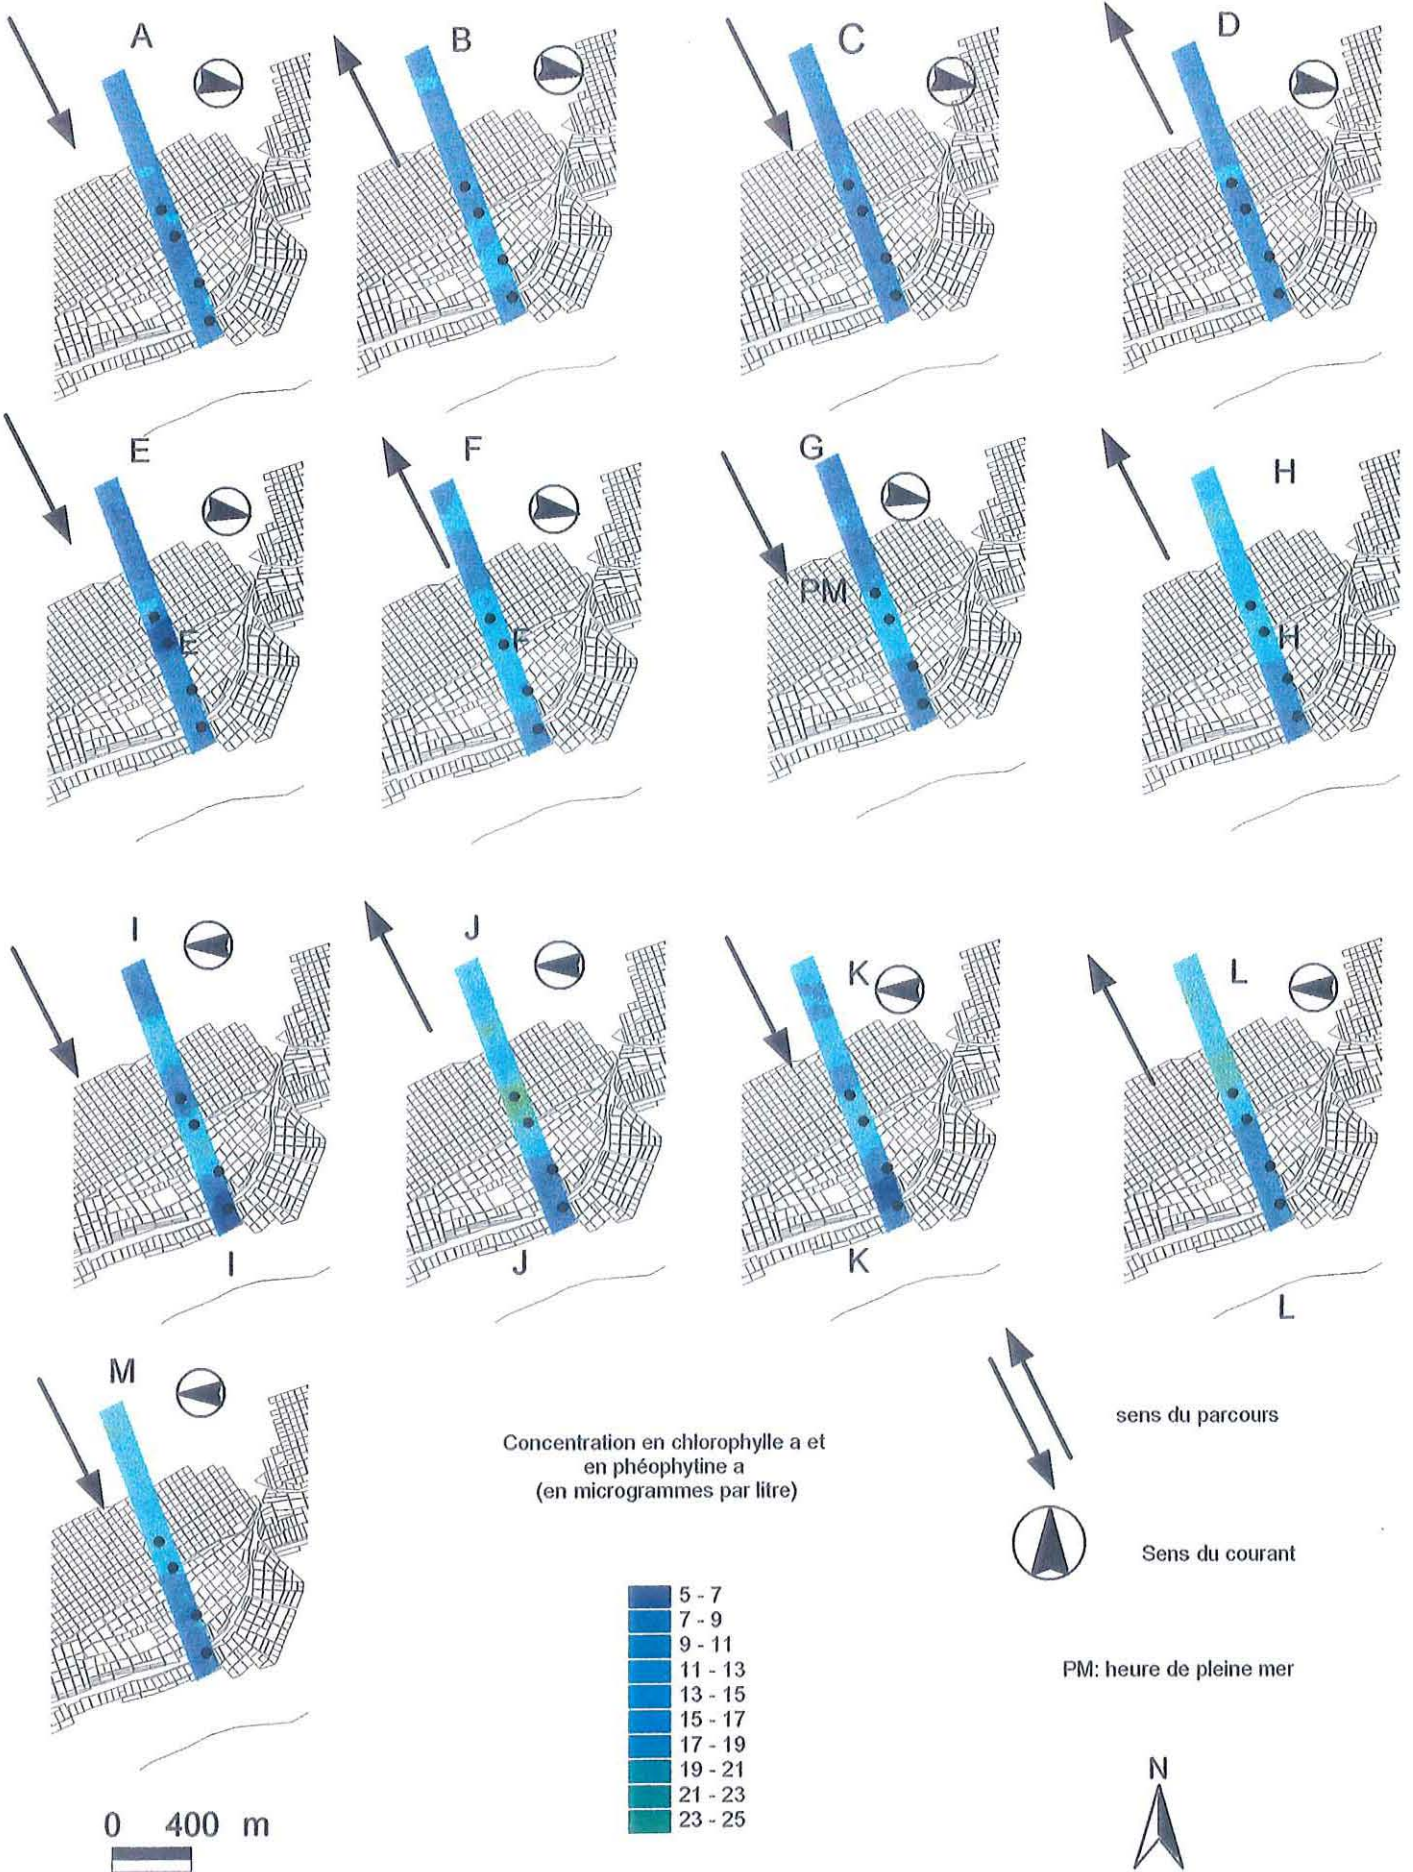 A
B
C
D
E
F
G
H
PM
E
F
H
I
J
K
L
I
J
K
L
M
Concentration en chlorophylle a et
en phéophytine a
(en microgrammes par litre)
sens du parcours
Sens du courant
5 - 7
7 - 9
9 - 11
11 - 13
13 - 15
15 - 17
17 - 19
19 - 21
21 - 23
23 - 25
PM: heure de pleine mer
N
0 400 m